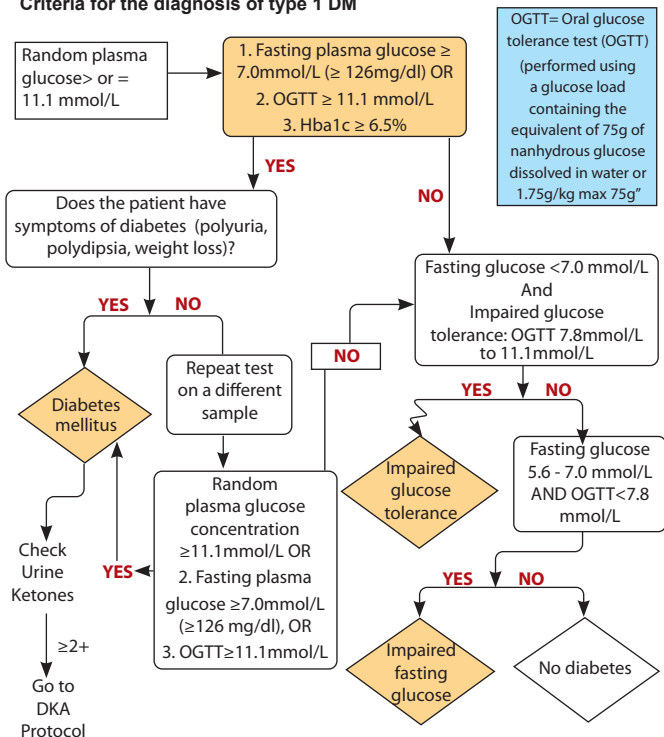 Criteria for the diagnosis of type 1 DM
Random plasma
glucose> or =
11.1 mmol/L
1. Fasting plasma glucose ≥
7.0mmol/L (≥ 126mg/dl) OR
2. OGTT ≥ 11.1 mmol/L
3. Hba1c ≥ 6.5%
OGTT= Oral glucose
tolerance test (OGTT)
(performed using
a glucose load
containing the
equivalent of 75g of
nanhydrous glucose
dissolved in water or
1.75g/kg max 75g”
YES
NO
Does the patient have
symptoms of diabetes (polyuria,
polydipsia, weight loss)?
Fasting glucose <7.0 mmol/L
And
Impaired glucose
tolerance: OGTT 7.8mmol/L
to 11.1mmol/L
YES NO
NO
Diabetes
mellitus
Repeat test
on a different
sample
YES NO
Impaired
glucose
tolerance
Fasting glucose
5.6 - 7.0 mmol/L
AND OGTT<7.8
mmol/L
Random
plasma glucose
concentration
≥11.1mmol/L OR
2. Fasting plasma
glucose ≥7.0mmol/L
(≥126 mg/dl), OR
3. OGTT≥11.1mmol/L
YES
Check
Urine
Ketones
≥2+
Go to
DKA
Protocol
YES NO
Impaired
fasting
glucose
No diabetes